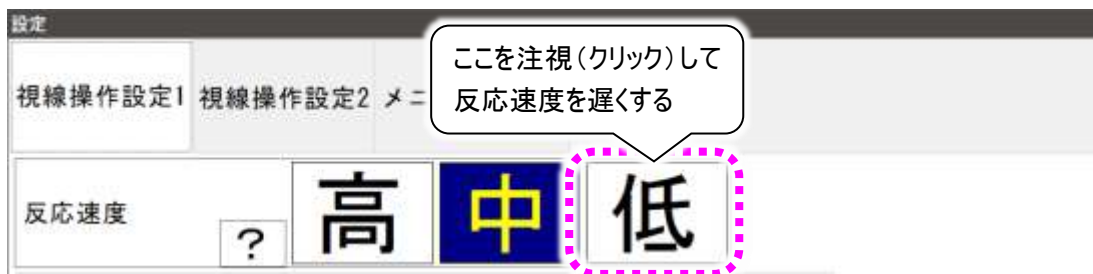 設定
ここを注視(クリック)して
反応速度を遅くする
視線操作設定1 視線操作設定2 メニ
反応速度 ? 高 中 低